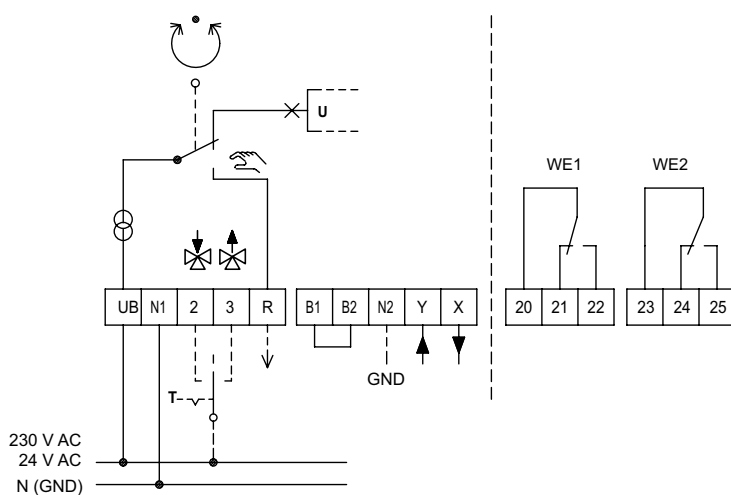 U
WE1 WE2
UB N1 2 3 R B1 B2 N2 Y X 20 21 22 23 24 25
GND
T
230 V AC
24 V AC
N (GND)